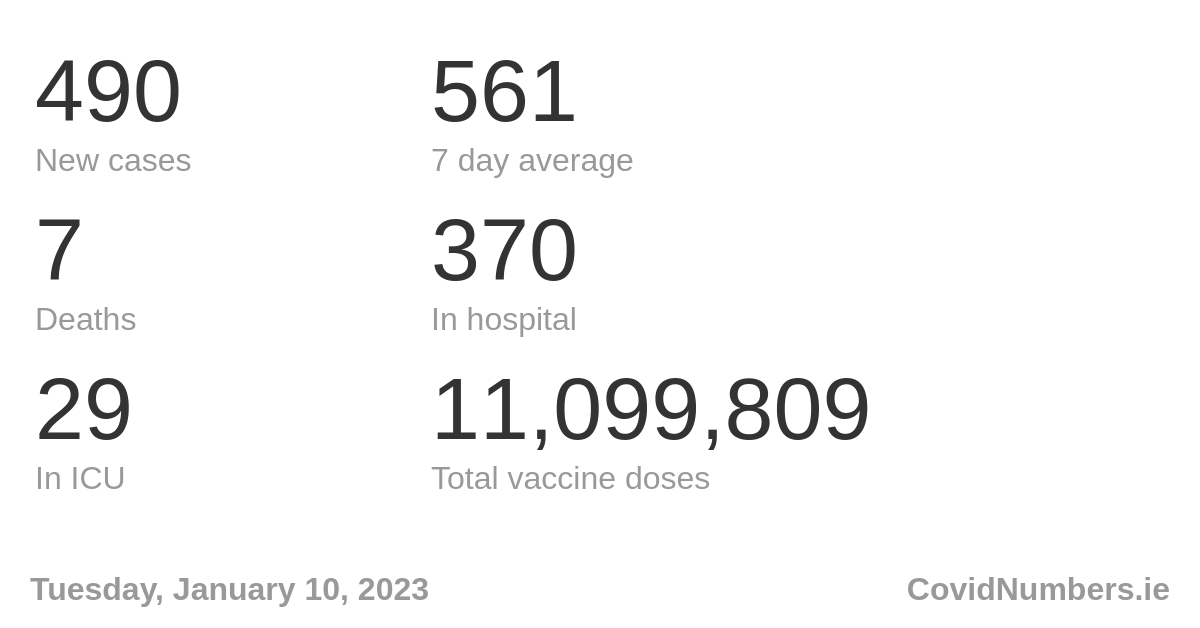 490
561
New cases
7 day average
7
370
Deaths
In hospital
29
11,099,809
In ICU
Total vaccine doses
Tuesday, January 10, 2023
CovidNumbers.ie